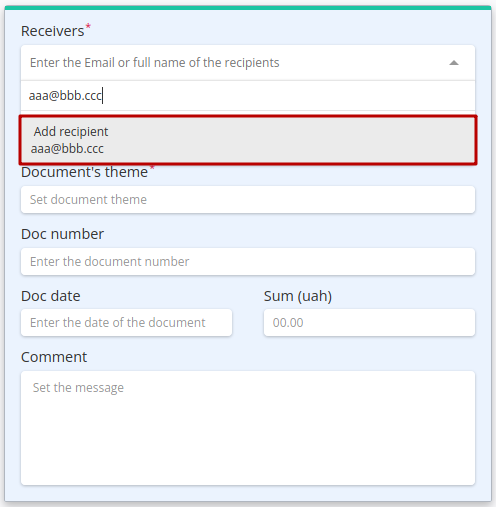 Receivers*
Enter the Email or full name of the recipients
aaa@bbb.ccc
Add recipient
aaa@bbb.ccc
Document's theme*
Set document theme
Doc number
Enter the document number
Doc date Sum (uah)
Enter the date of the document 00.00
Comment
Set the message